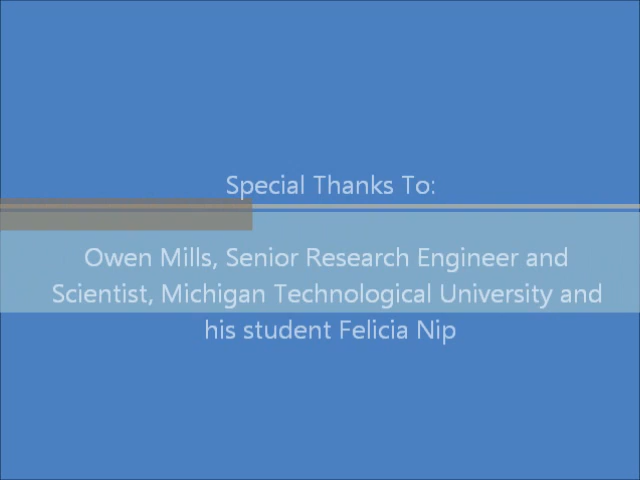 Special Thanks To:
Owen Mills, Senior Research Engineer and
Scientist, Michigan Technological University and
his student Felicia Nip